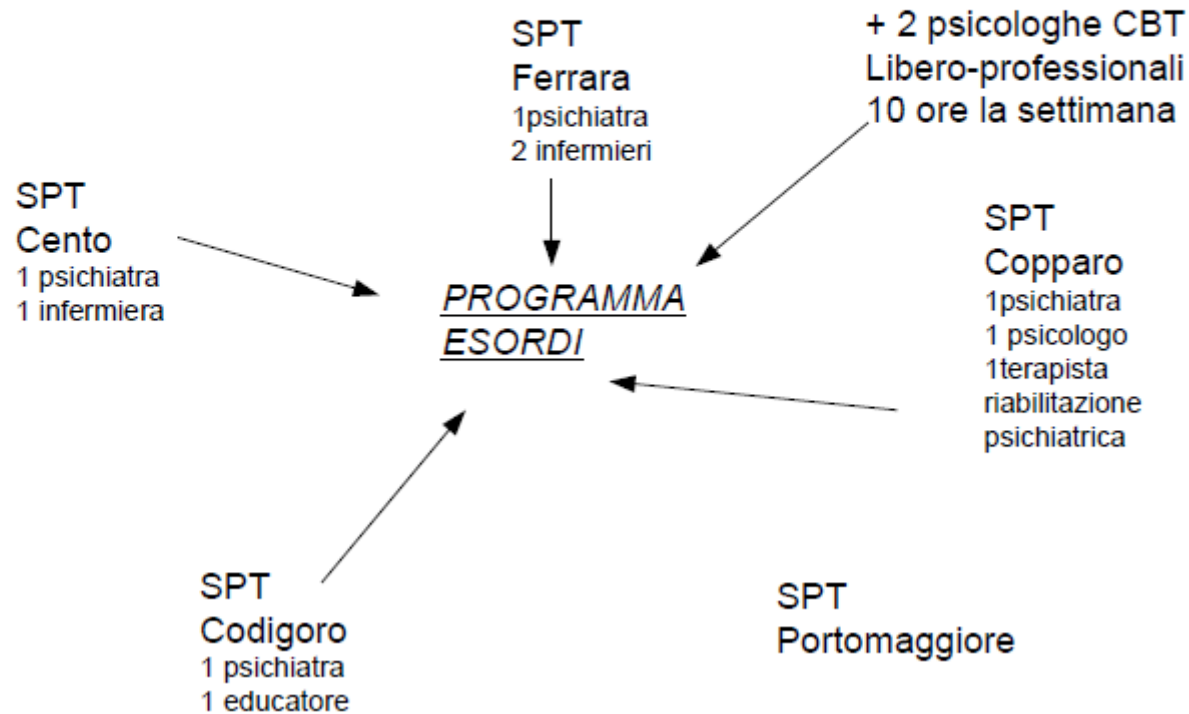 SPT
Ferrara
1psichiatra
2 infermieri
+ 2 psicologhe CBT
Libero-professionali
10 ore la settimana
SPT
Cento
1 psichiatra
1 infermiera
SPT
Copparo
1psichiatra
1 psicologo
1terapista
riabilitazione
psichiatrica
PROGRAMMA
ESORDI
SPT
Codigoro
1 psichiatra
1 educatore
SPT
Portomaggiore